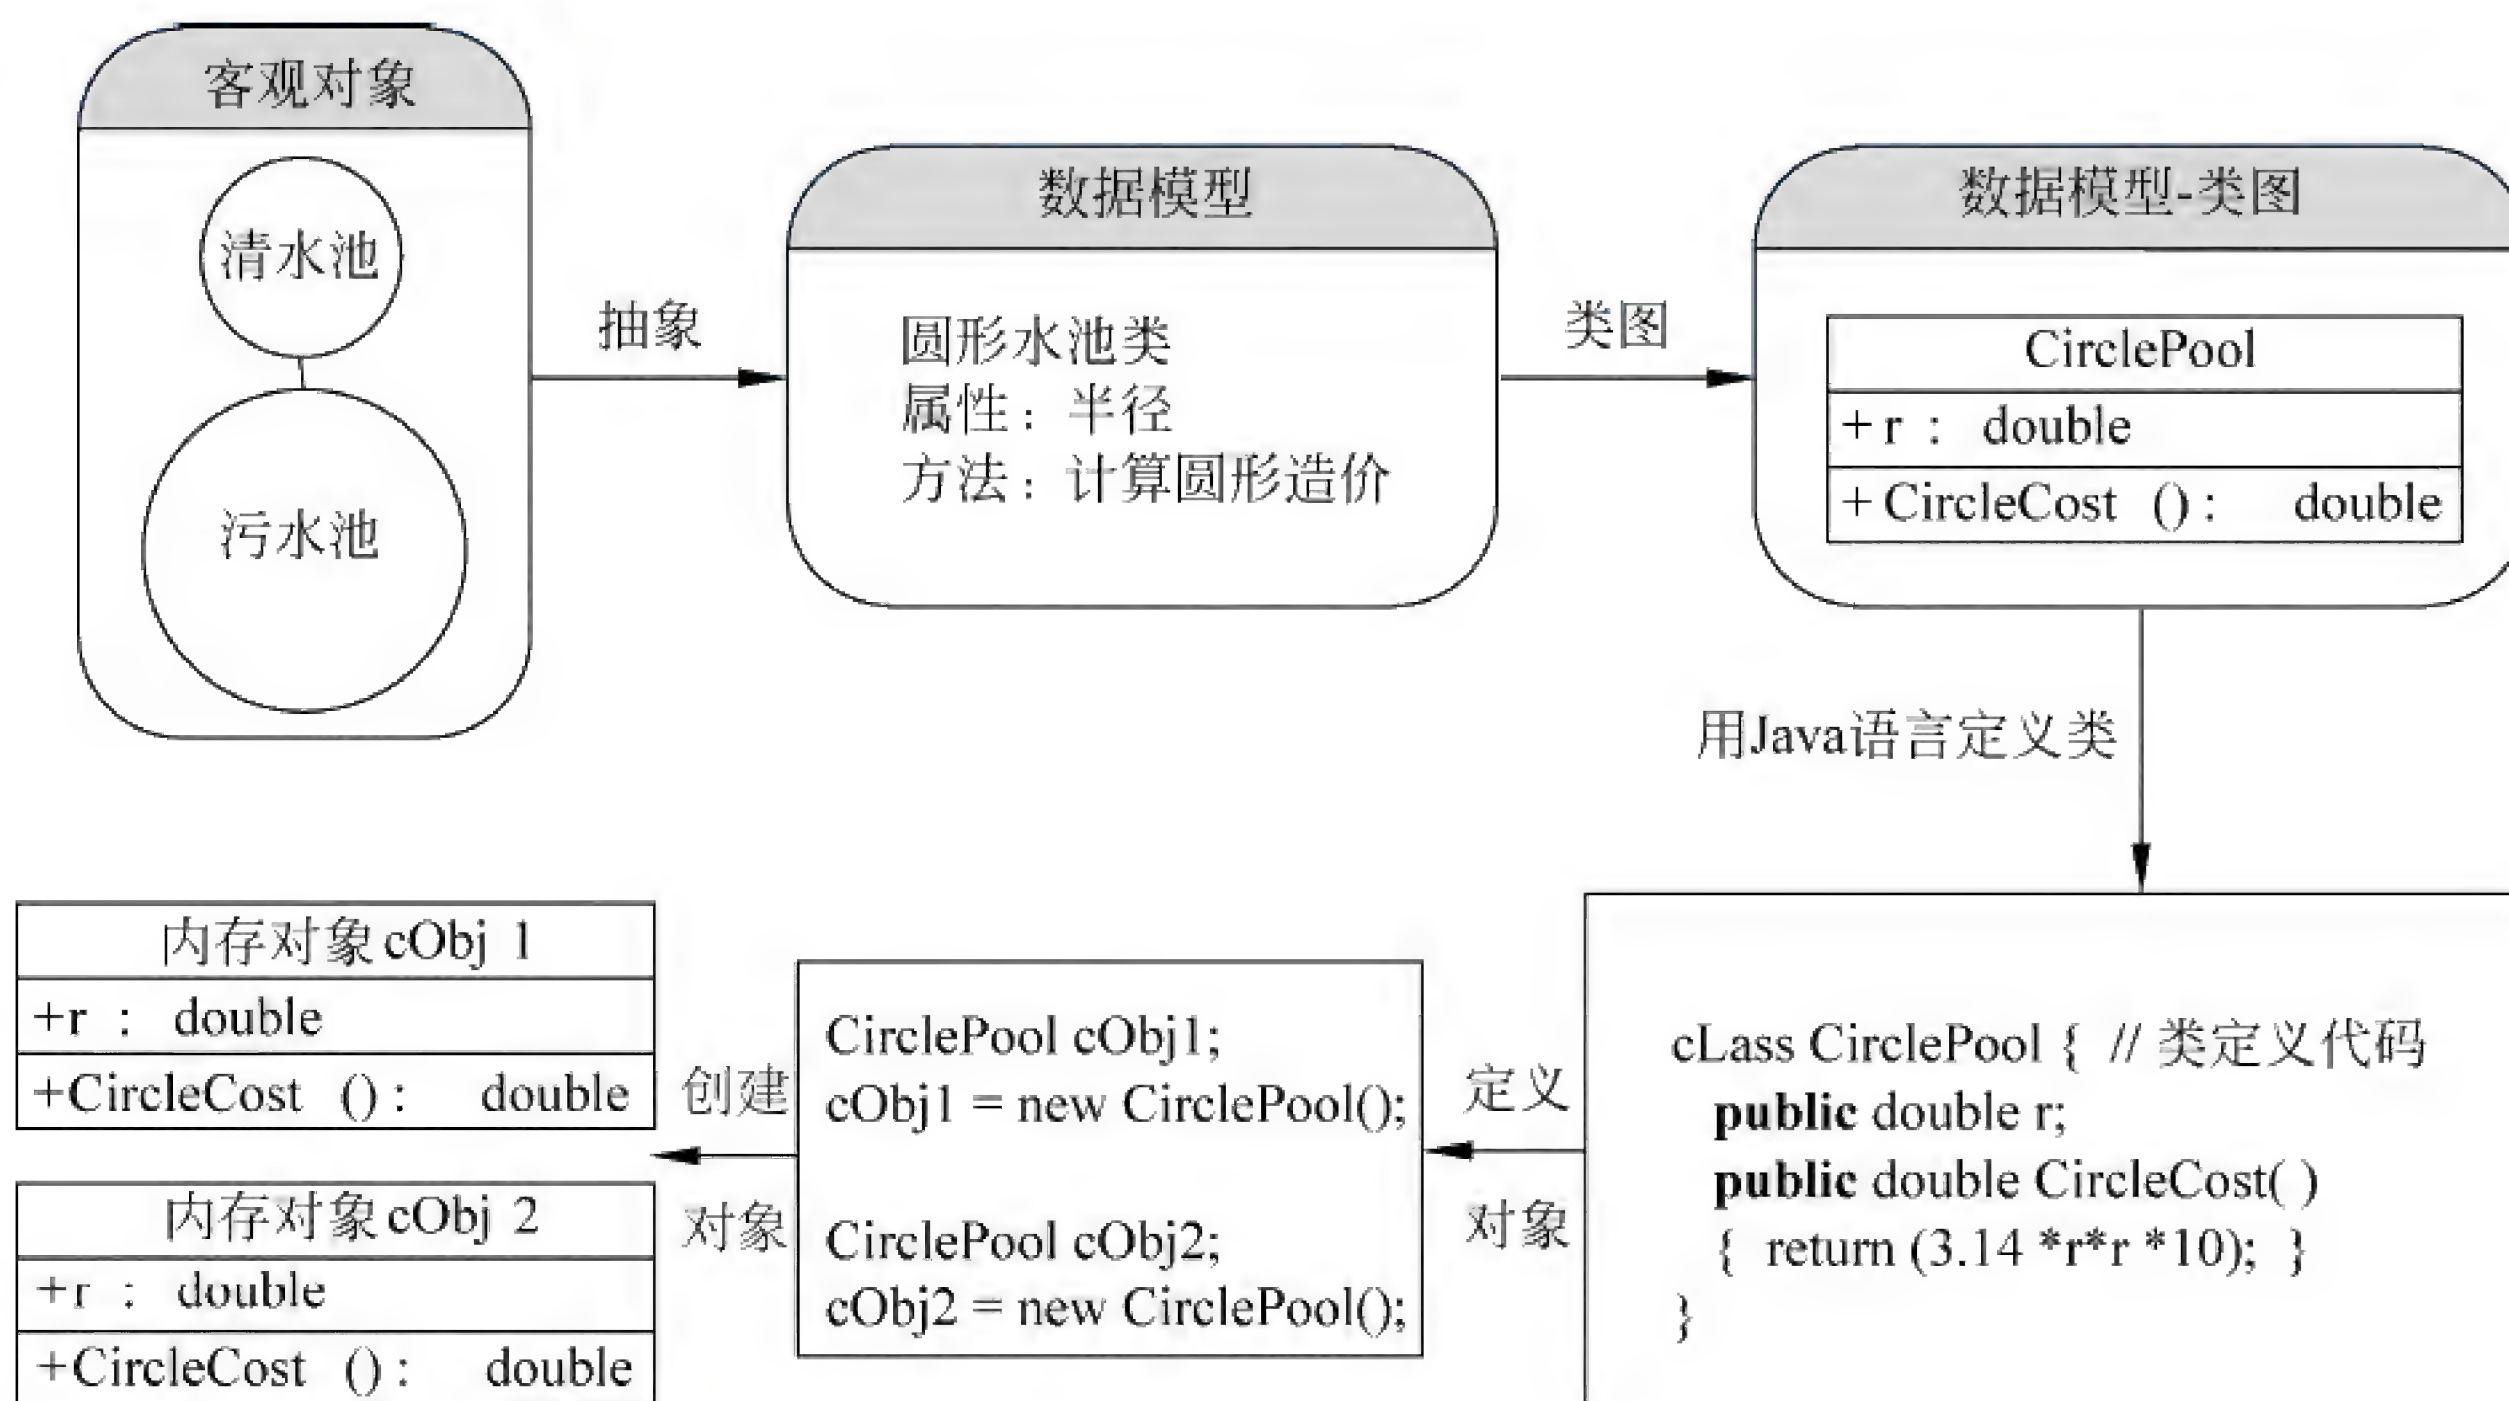 客观对象
清水池
污水池
抽象
数据模型
圆形水池类
属性：半径
方法：计算圆形造价
类图
数据模型-类图
CirclePool
+ r : double
+ CircleCost () : double
用Java语言定义类
cLass CirclePool { // 类定义代码
public double r;
public double CircleCost( )
{ return (3.14 *r*r *10); }
}
定义
对象
CirclePool cObj1;
cObj1 = new CirclePool();
CirclePool cObj2;
cObj2 = new CirclePool();
创建
对象
内存对象cObj 1
+r : double
+CircleCost () : double
内存对象cObj 2
+r : double
+CircleCost () : double